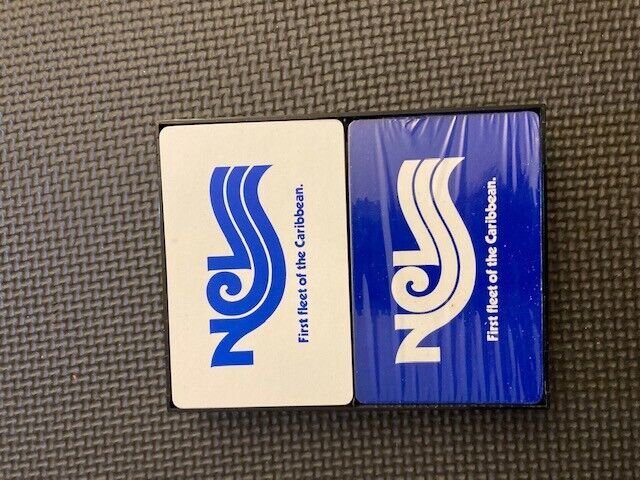 NCL
First fleet of the Caribbean.
NCL
First fleet of the Caribbean.